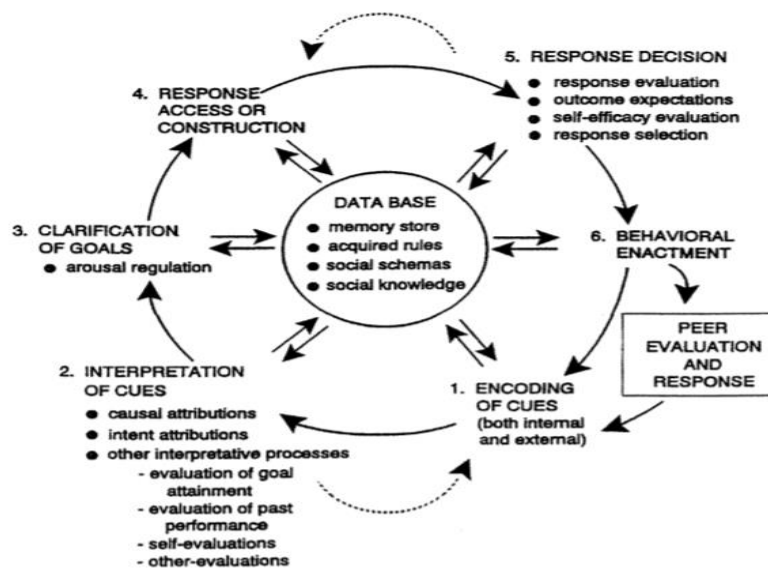 5. RESPONSE DECISION
● response evaluation
● outcome expectations
● self-efficacy evaluation
● response selection
4. RESPONSE
ACCESS OR
CONSTRUCTION
DATA BASE
● memory store
● acquired rules
● social schemas
● social knowledge
3. CLARIFICATION
OF GOALS
● arousal regulation
6. BEHAVIORAL
ENACTMENT
PEER
EVALUATION
AND
RESPONSE
2. INTERPRETATION
OF CUES
● causal attributions
● intent attributions
● other interpretative processes
- evaluation of goal
attainment
- evaluation of past
performance
- self-evaluations
- other-evaluations
1. ENCODING
OF CUES
(both internal
and external)